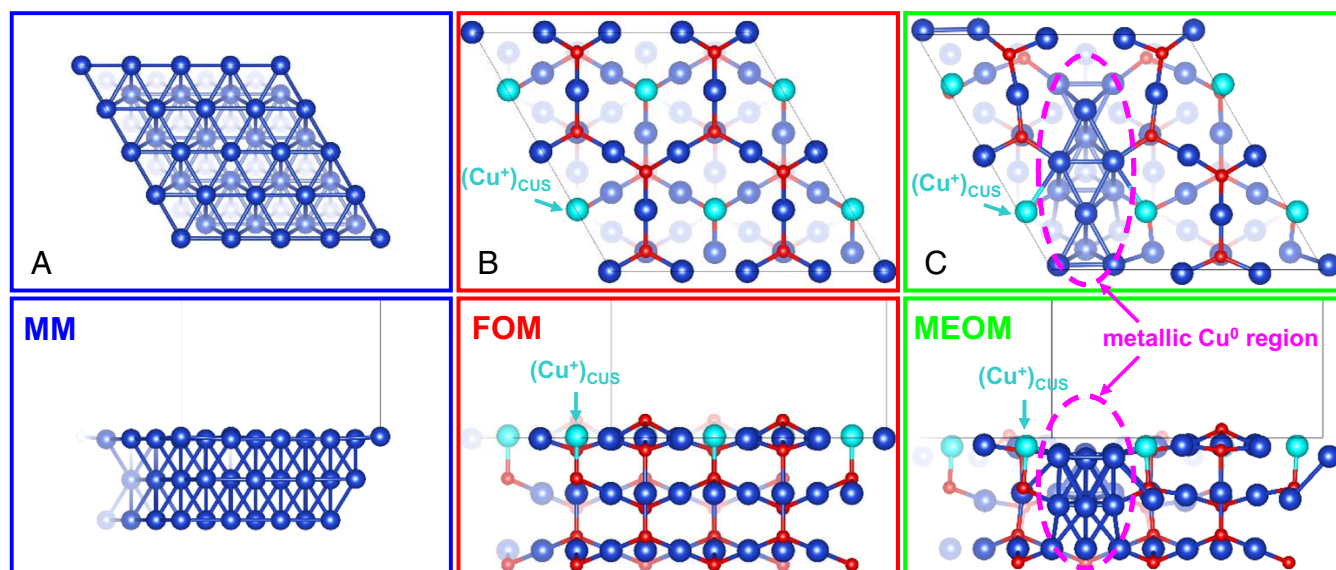 A
(Cu⁺)CUS
B
(Cu⁺)CUS
C
MM
FOM
(Cu⁺)CUS
MEOM
metallic Cu⁰ region
(Cu⁺)CUS